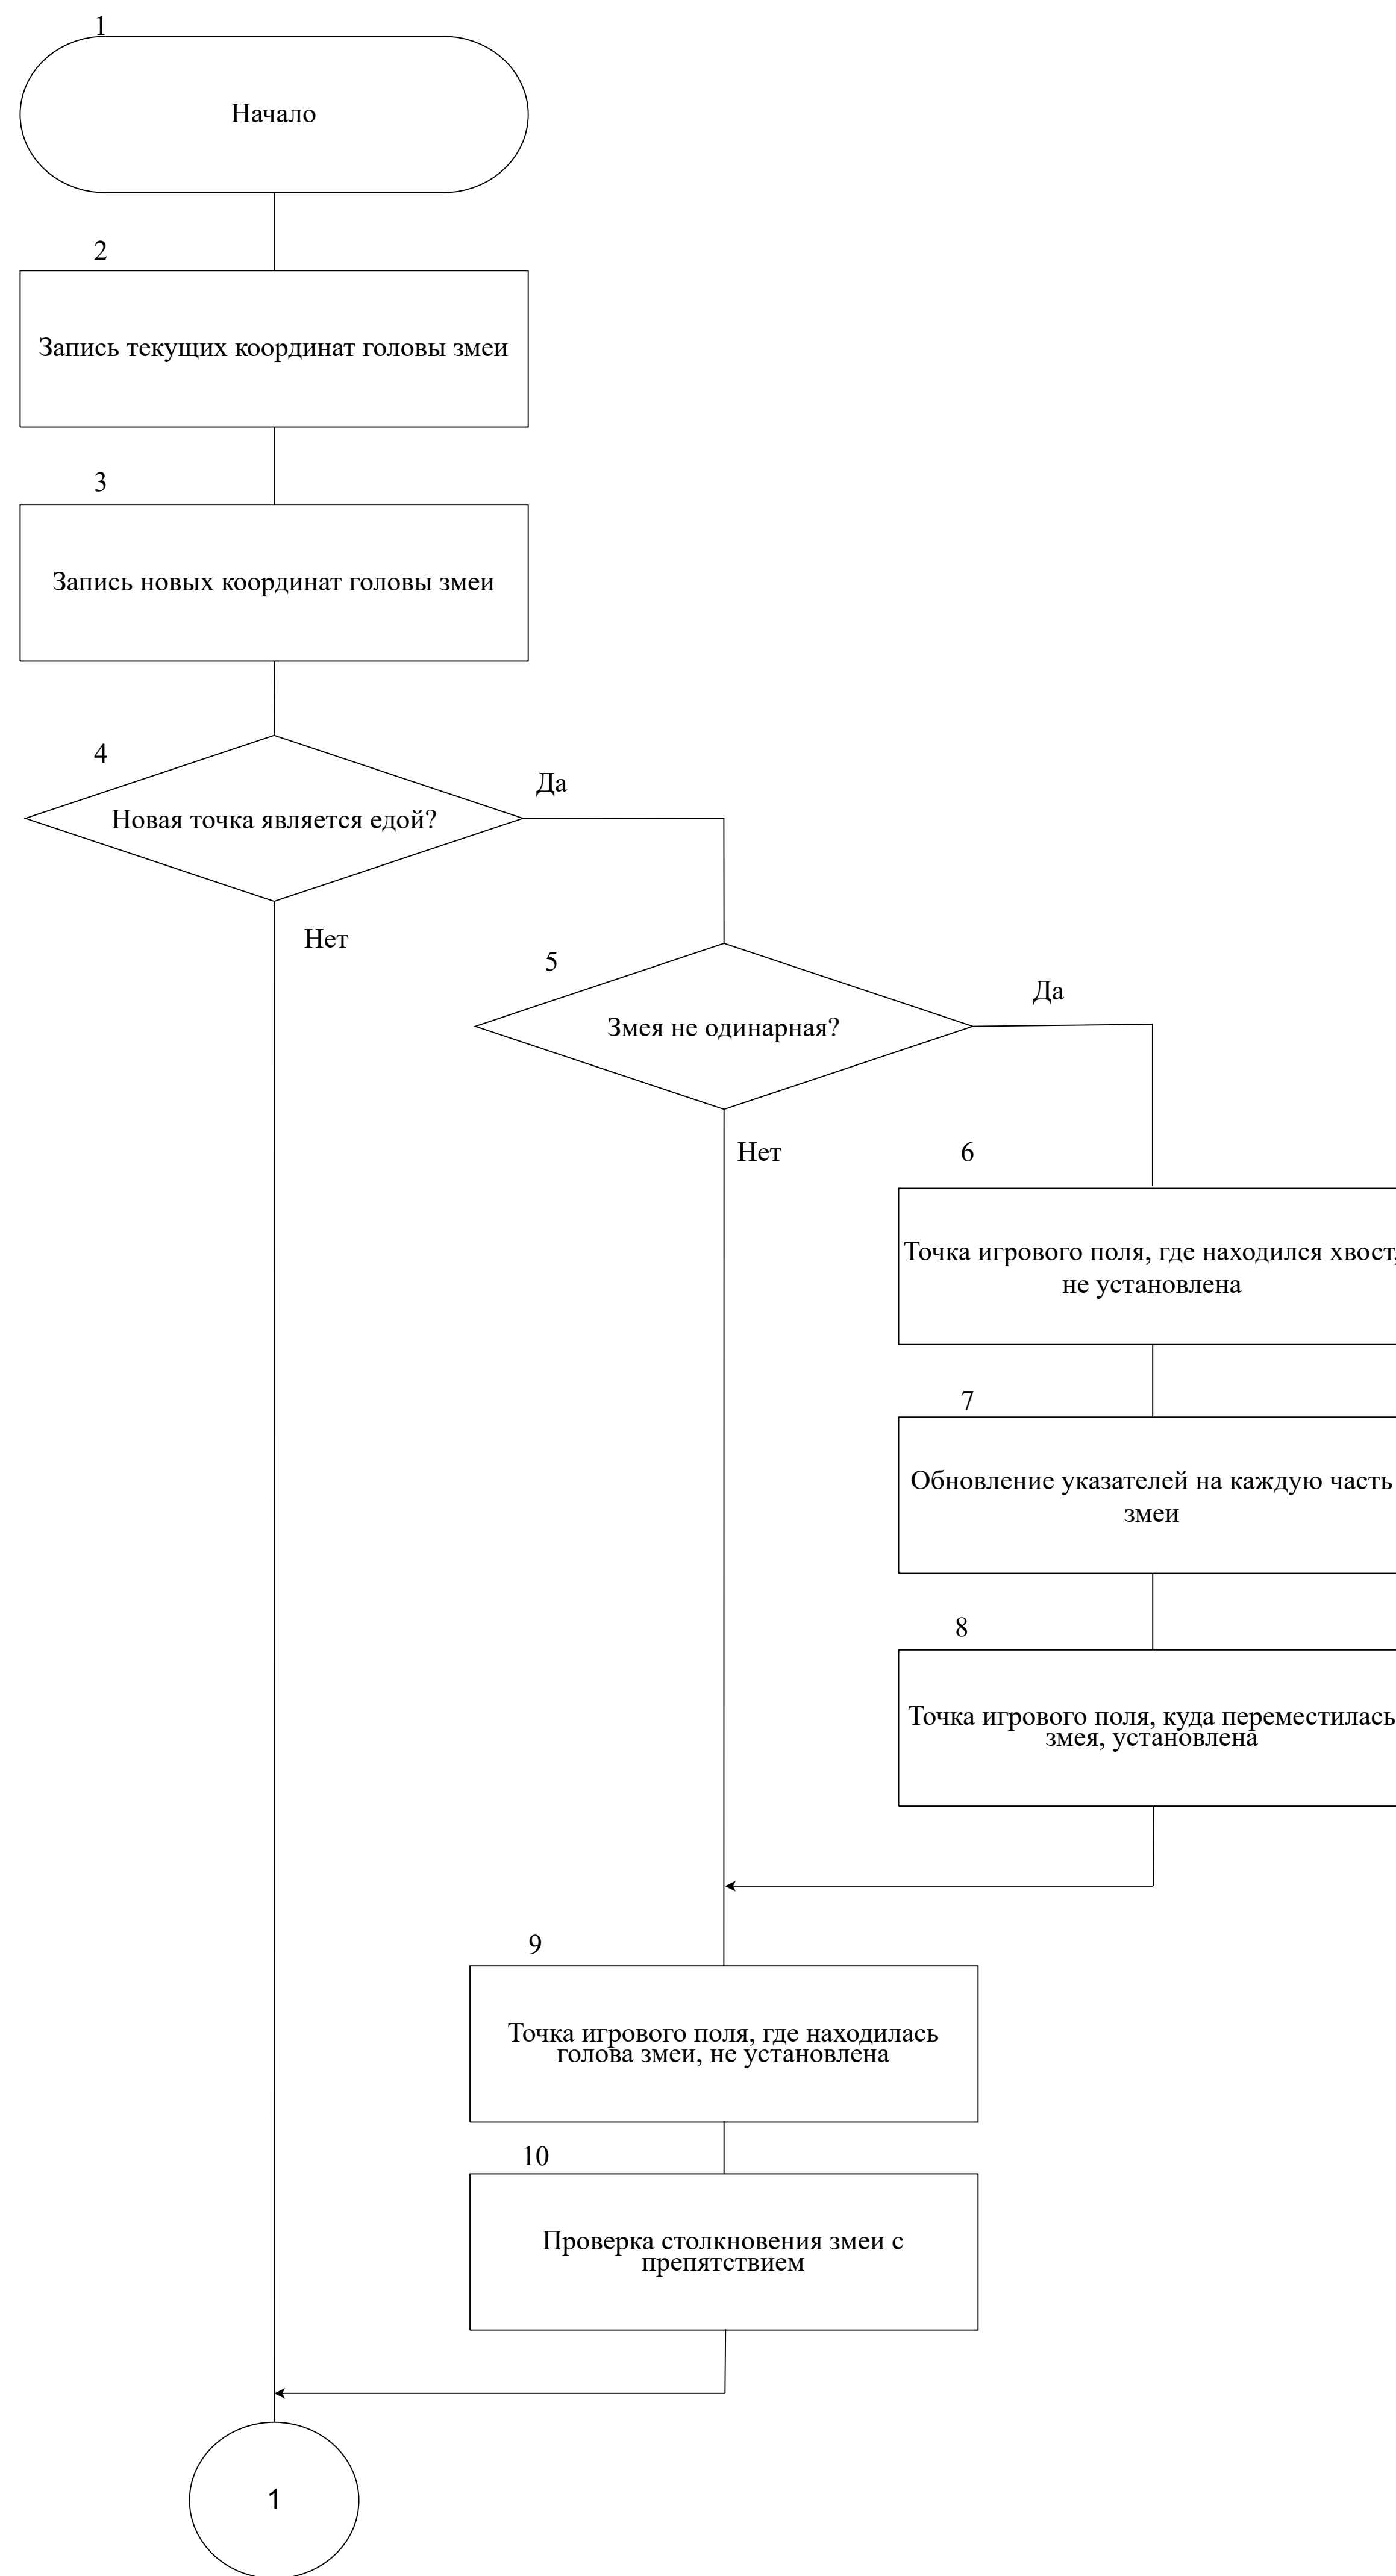 1
Начало
2
Запись текущих координат головы змеи
3
Запись новых координат головы змеи
4
Новая точка является едой?
Да
Нет
5
Змея не одинарная?
Да
Нет
6
Точка игрового поля, где находился хвост,
не установлена
7
Обновление указателей на каждую часть
змеи
8
Точка игрового поля, куда переместилась
змея, установлена
9
Точка игрового поля, где находилась
голова змеи, не установлена
10
Проверка столкновения змеи с
препятствием
1